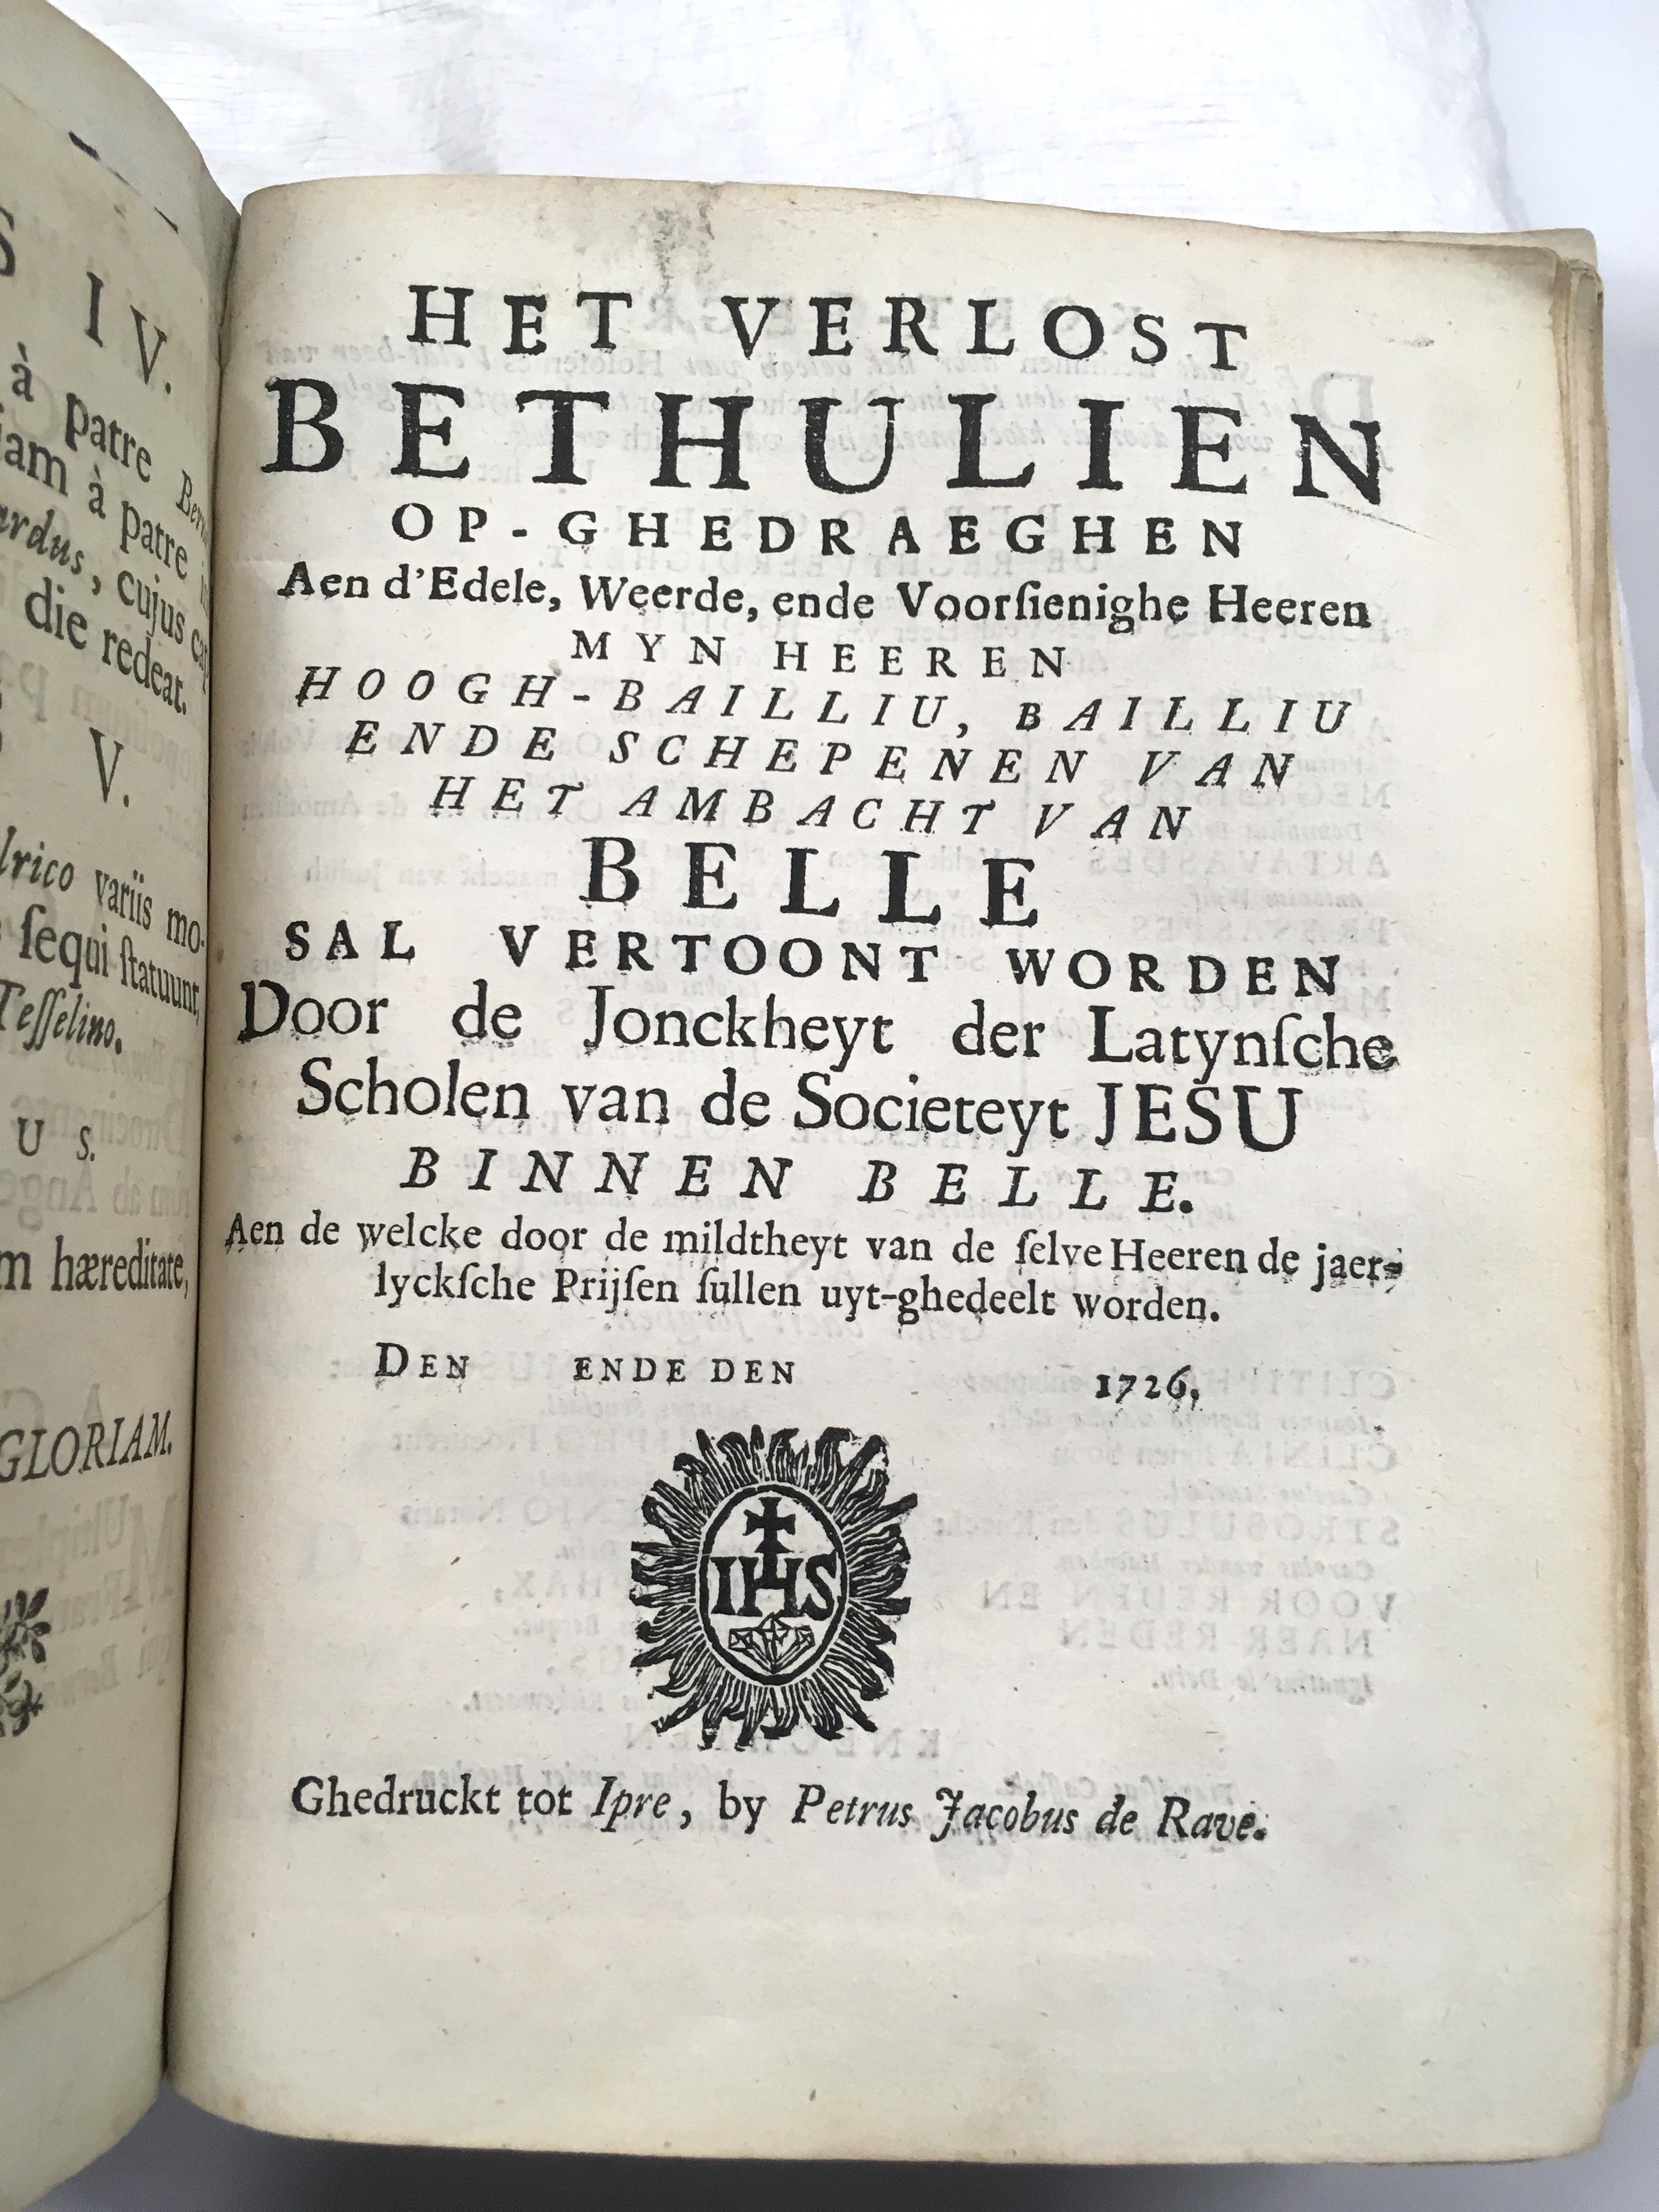 S IV.
à patre
iam à patre
ardus, cujus
die redeat.
V.
lrico variis mo-
ſequi ſtatuunt,
Teſſelino.
U S.
m hæreditate,
GLORIAM.
HET VERLOST
BETHULIEN
OP-GHEDRAEGHEN
Aen d'Edele, Weerde, ende Voorſienighe Heeren
MYN HEEREN
HOOGH-BAILLIU, BAILLIU
ENDE SCHEPENEN VAN
HET AMBACHT VAN
BELLE
SAL VERTOONT WORDEN
Door de Jonckheyt der Latynſche
Scholen van de Societeyt JESU
BINNEN BELLE.
Aen de welcke door de mildtheyt van de ſelve Heeren de jaer-
lyckſche Prijſen ſullen uyt-ghedeelt worden.
DEN ENDE DEN 1726.
IHS
Ghedruckt tot Ipre, by Petrus Jacobus de Rave.